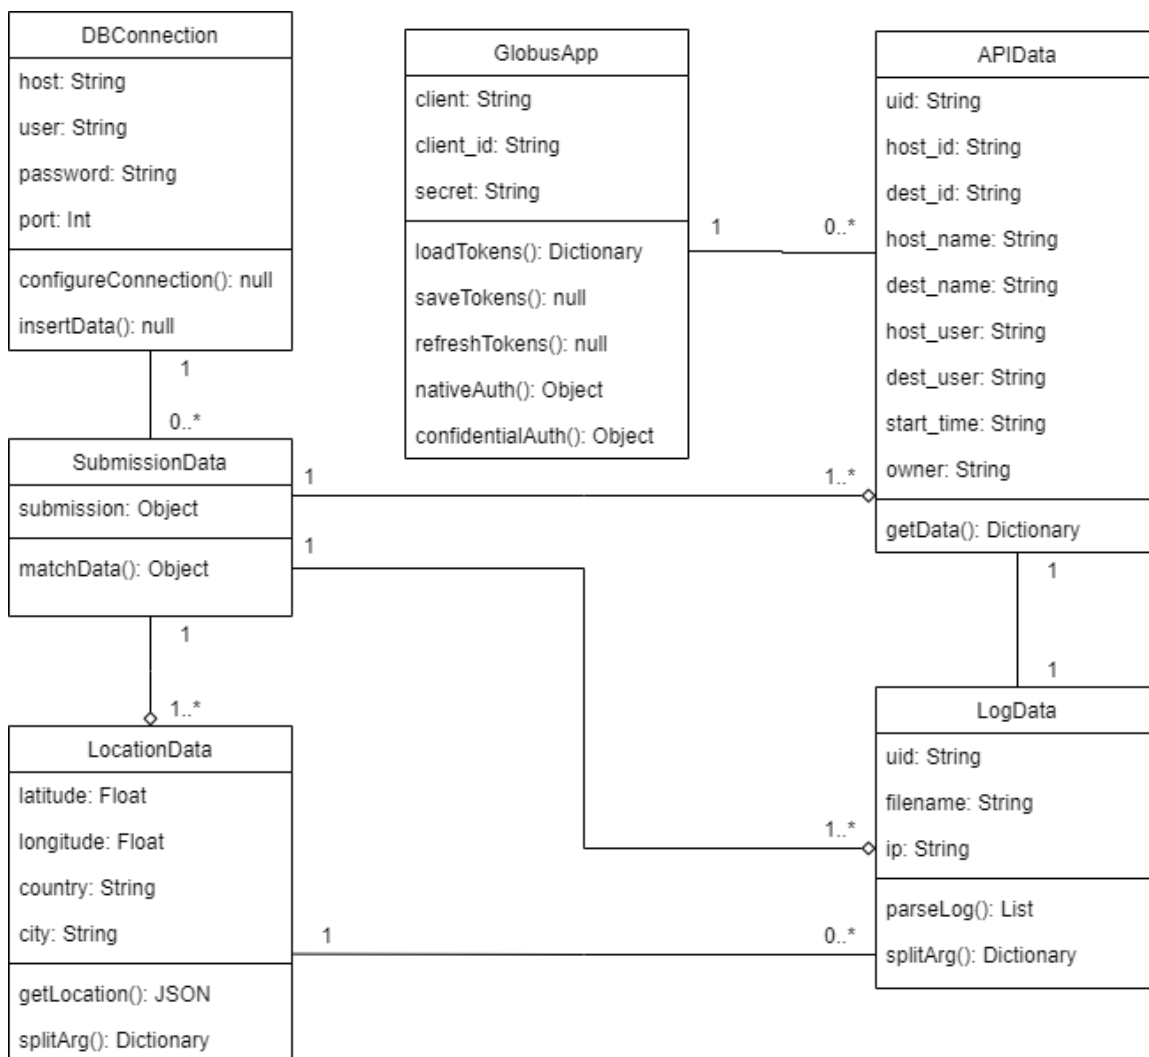 DBConnection
host: String
user: String
password: String
port: Int
configureConnection(): null
insertData(): null
1
0..*
GlobusApp
client: String
client_id: String
secret: String
loadTokens(): Dictionary
saveTokens(): null
refreshTokens(): null
nativeAuth(): Object
confidentialAuth(): Object
1
0..*
APIData
uid: String
host_id: String
dest_id: String
host_name: String
dest_name: String
host_user: String
dest_user: String
start_time: String
owner: String
getData(): Dictionary
1
1
SubmissionData
submission: Object
matchData(): Object
1
1..*
1
1..*
1
1..*
LocationData
latitude: Float
longitude: Float
country: String
city: String
getLocation(): JSON
splitArg(): Dictionary
1
0..*
LogData
uid: String
filename: String
ip: String
parseLog(): List
splitArg(): Dictionary